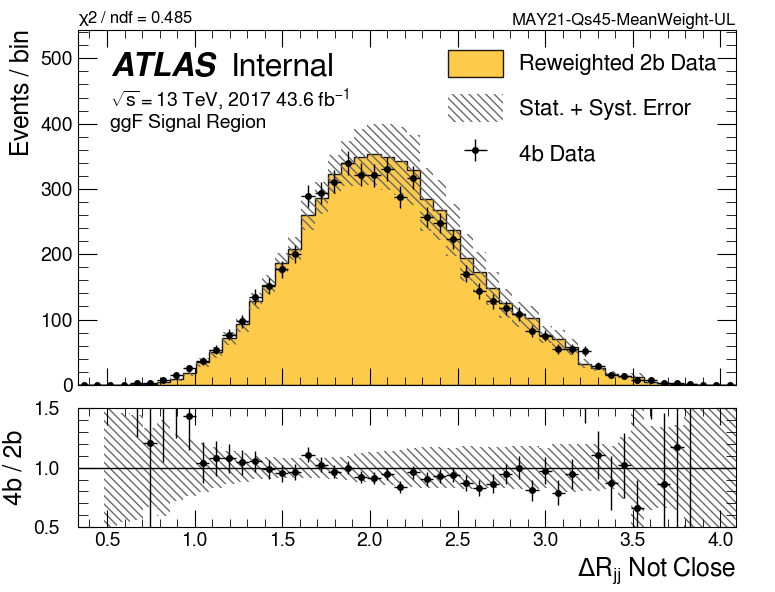 χ2 / ndf = 0.485
MAY21-Qs45-MeanWeight-UL
Events / bin
500
400
300
200
100
0
ATLAS Internal
√s = 13 TeV, 2017 43.6 fb⁻¹
ggF Signal Region
Reweighted 2b Data
Stat. + Syst. Error
4b Data
4b / 2b
1.5
1.0
0.5
0.5 1.0 1.5 2.0 2.5 3.0 3.5 4.0
ΔRjj Not Close